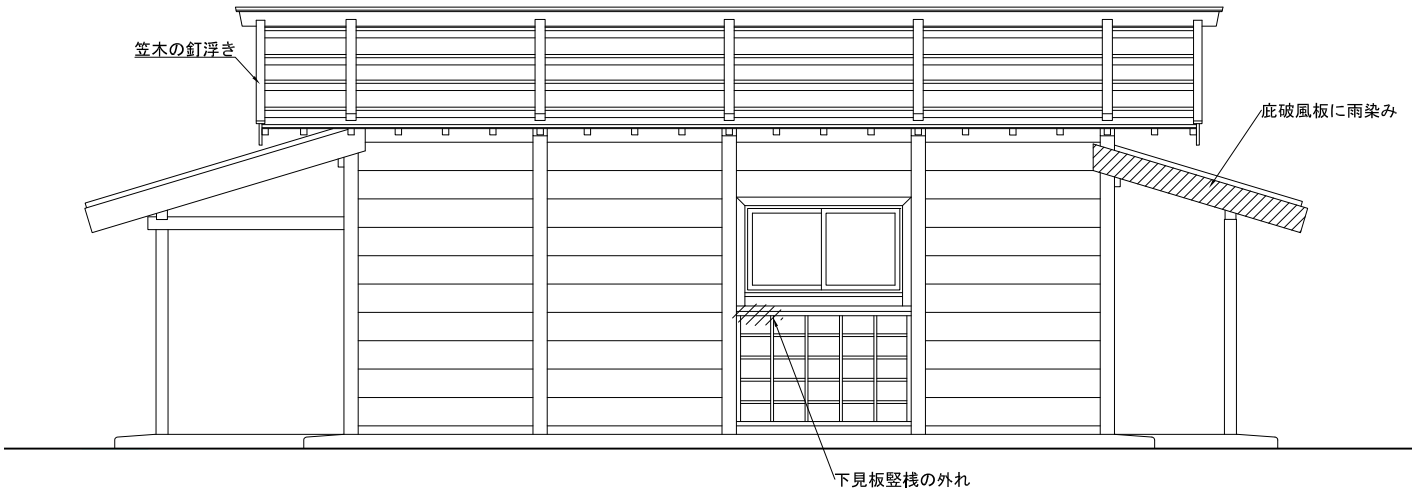 笠木の釘浮き
庇破風板に雨染み
下見板竪桟の外れ